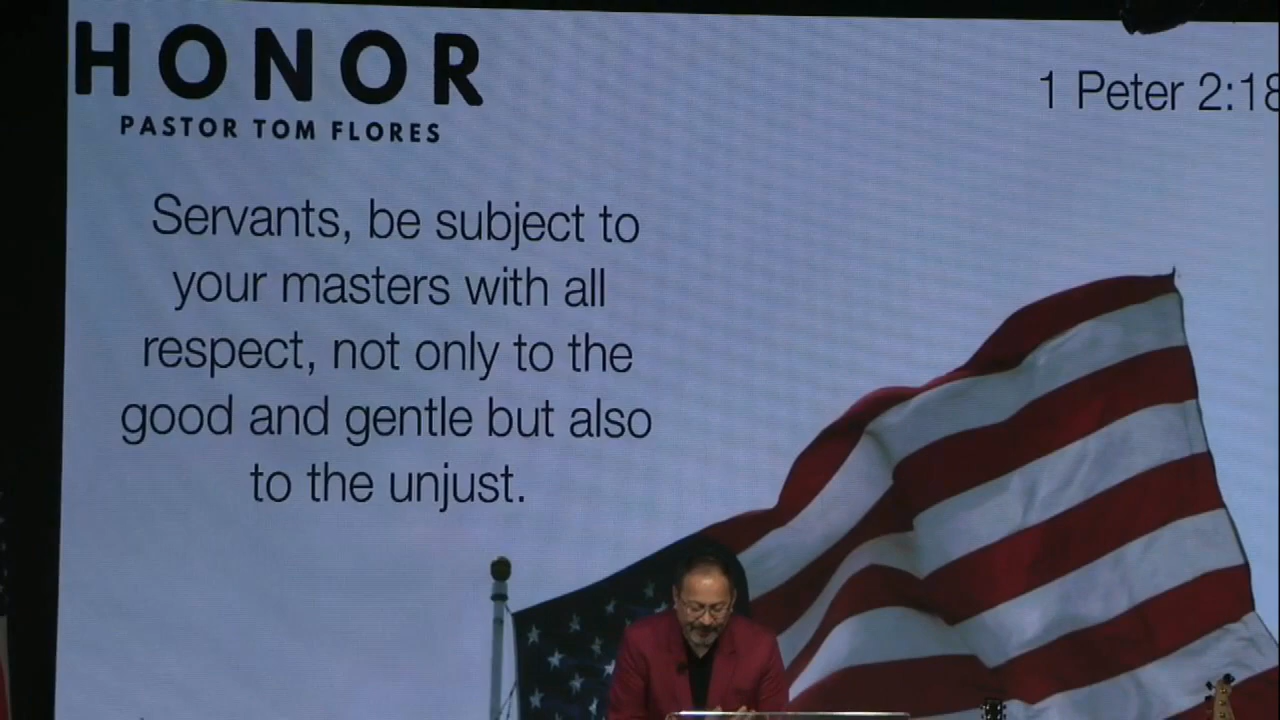 HONOR
PASTOR TOM FLORES
1 Peter 2:18
Servants, be subject to
your masters with all
respect, not only to the
good and gentle but also
to the unjust.